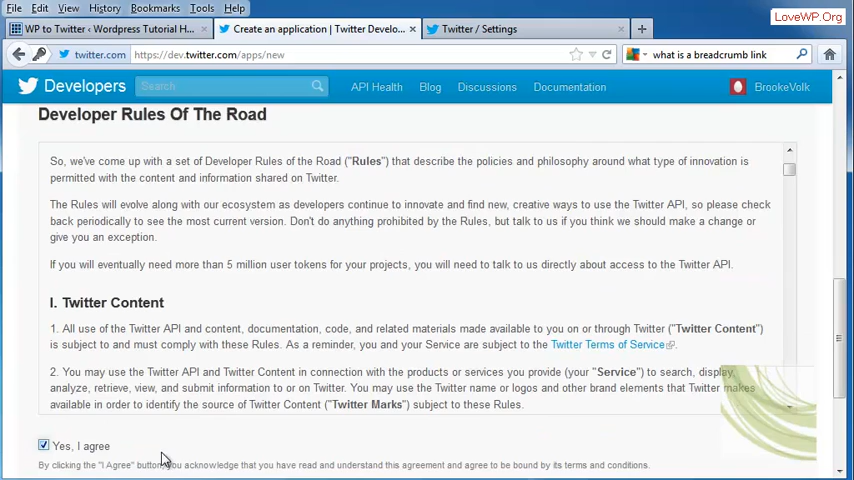 File Edit View History Bookmarks Tools Help
LoveWP.Org
WP to Twitter ‹ Wordpress Tutorial H... × Create an application | Twitter Develo... × Twitter / Settings × +
twitter.com https://dev.twitter.com/apps/new what is a breadcrumb link
Developers Search API Health Blog Discussions Documentation BrookeVolk
Developer Rules Of The Road
So, we've come up with a set of Developer Rules of the Road ("Rules") that describe the policies and philosophy around what type of innovation is
permitted with the content and information shared on Twitter.
The Rules will evolve along with our ecosystem as developers continue to innovate and find new, creative ways to use the Twitter API, so please check
back periodically to see the most current version. Don't do anything prohibited by the Rules, but talk to us if you think we should make a change or
give you an exception.
If you will eventually need more than 5 million user tokens for your projects, you will need to talk to us directly about access to the Twitter API.
I. Twitter Content
1. All use of the Twitter API and content, documentation, code, and related materials made available to you on or through Twitter ("Twitter Content")
is subject to and must comply with these Rules. As a reminder, you and your Service are subject to the Twitter Terms of Service.
2. You may use the Twitter API and Twitter Content in connection with the products or services you provide (your "Service") to search, display,
analyze, retrieve, view, and submit information to or on Twitter. You may use the Twitter name or logos and other brand elements that Twitter makes
available in order to identify the source of Twitter Content ("Twitter Marks") subject to these Rules.
Yes, I agree
By clicking the "I Agree" button, you acknowledge that you have read and understand this agreement and agree to be bound by its terms and conditions.